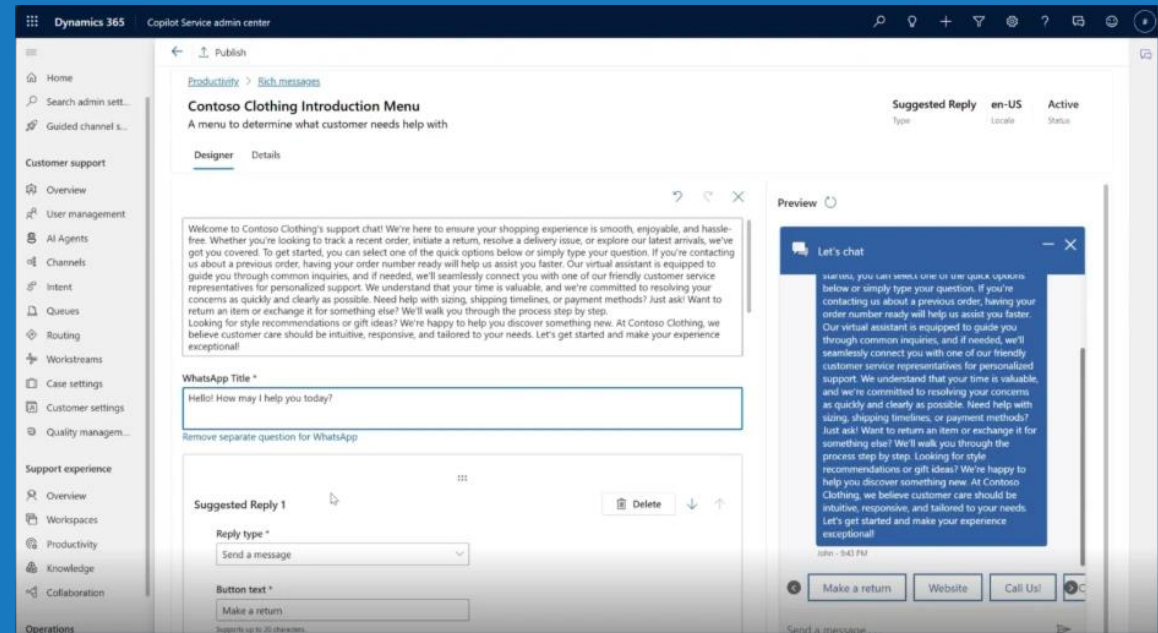 Dynamics 365
Copilot Service admin center
Home
Search admin sett...
Guided channel s...
Customer support
Overview
User management
AI Agents
Channels
Intent
Queues
Routing
Workstreams
Case settings
Customer settings
Quality managem...
Support experience
Overview
Workspaces
Productivity
Knowledge
Collaboration
Operations
Publish
Productivity > Rich messages
Contoso Clothing Introduction Menu
A menu to determine what customer needs help with
Suggested Reply
Type
en-US
Locale
Active
Status
Designer
Details
Welcome to Contoso Clothing's support chat! We're here to ensure your shopping experience is smooth, enjoyable, and hassle-
free. Whether you're looking to track a recent order, initiate a return, resolve a delivery issue, or explore our latest arrivals, we've
got you covered. To get started, you can select one of the quick options below or simply type your question. If you're contacting
us about a previous order, having your order number ready will help us assist you faster. Our virtual assistant is equipped to
guide you through common inquiries, and if needed, we'll seamlessly connect you with one of our friendly customer service
representatives for personalized support. We understand that your time is valuable, and we're committed to resolving your
concerns as quickly and clearly as possible. Need help with sizing, shipping timelines, or payment methods? Just ask! Want to
return an item or exchange it for something else? We'll walk you through the process step by step.
Looking for style recommendations or gift ideas? We're happy to help you discover something new. At Contoso Clothing, we
believe customer care should be intuitive, responsive, and tailored to your needs. Let's get started and make your experience
exceptional!
WhatsApp Title *
Hello! How may I help you today?
Remove separate question for WhatsApp
Suggested Reply 1
Delete
Reply type *
Send a message
Button text *
Make a return
Supports up to 20 characters.
Preview
Let's chat
started, you can select one of the quick options
below or simply type your question. If you're
contacting us about a previous order, having your
order number ready will help us assist you faster.
Our virtual assistant is equipped to guide you
through common inquiries, and if needed, we'll
seamlessly connect you with one of our friendly
customer service representatives for personalized
support. We understand that your time is valuable,
and we're committed to resolving your concerns
as quickly and clearly as possible. Need help with
sizing, shipping timelines, or payment methods?
Just ask! Want to return an item or exchange it for
something else? We'll walk you through the
process step by step. Looking for style
recommendations or gift ideas? We're happy to
help you discover something new. At Contoso
Clothing, we believe customer care should be
intuitive, responsive, and tailored to your needs.
Let's get started and make your experience
exceptional!
John - 9:43 PM
Make a return
Website
Call Us!
Send a message...